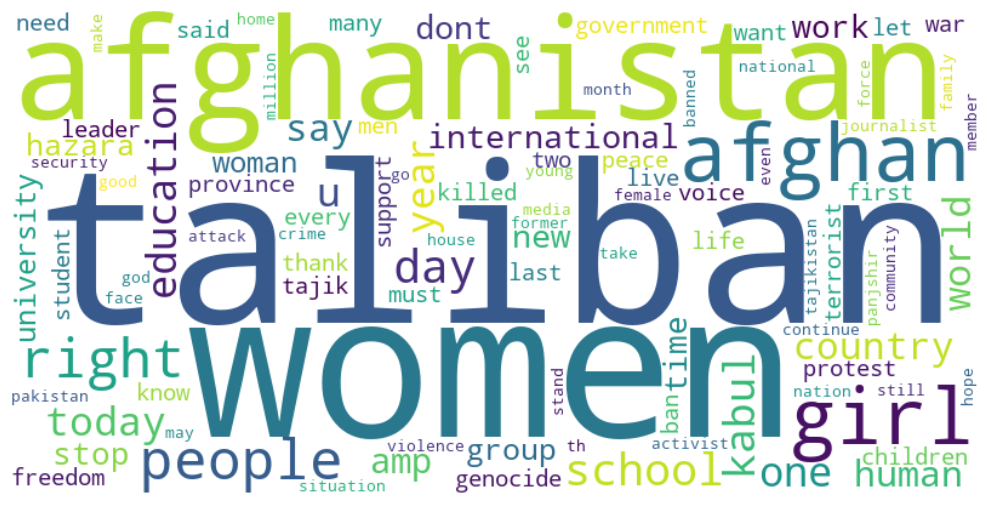 need
said
home
many
dont
government
want
work
let
war
make
afghanistan
million
see
national
month
banned
force
family
education
leader
say
men
international
afghan
journalist
member
hazara
security
woman
u
support
year
go
two
peace
live
even
good
province
killed
young
female
voice
first
university
student
taliban
every
attack
crime
thank
tajik
media
former
new
house
take
life
tajikistan
terrorist
panjshir
community
world
day
last
god
face
must
women
right
time
ban
continue
country
kabul
protest
pakistan
know
stand
nation
still
hope
today
may
girl
stop
people
amp
violence
group
th
activist
school
one
children
human
freedom
situation
genocide